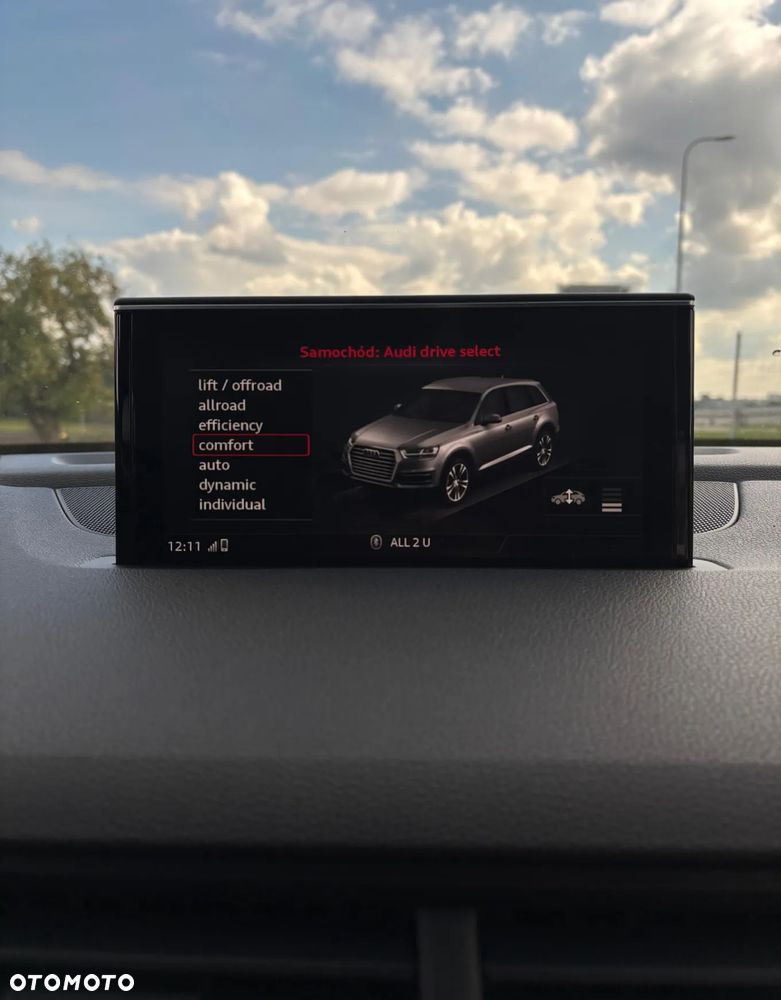 Samochód: Audi drive select
lift / offroad
allroad
efficiency
comfort
auto
dynamic
individual
12:11
ALL 2 U
OTOMOTO